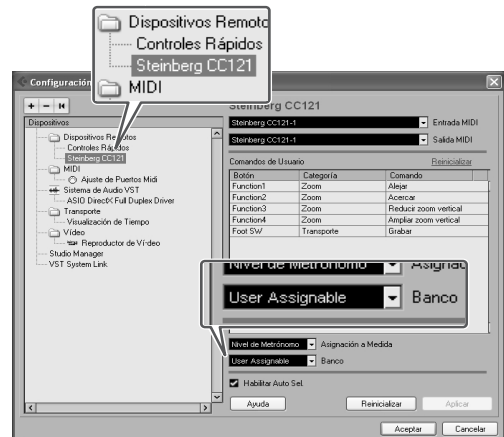 Dispositivos Remoto
Controles Rápidos
Steinberg CC121
MIDI
Configuración
Steinberg CC121
Dispositivos
Dispositivos Remotos
Controles Rápidos
Steinberg CC121
MIDI
Ajuste de Puertos Midi
Sistema de Audio VST
ASIO DirectX Full Duplex Driver
Transporte
Visualización de Tiempo
Vídeo
Reproductor de Vídeo
Studio Manager
VST System Link
Steinberg CC121-1 Entrada MIDI
Steinberg CC121-1 Salida MIDI
Comandos de Usuario Reinicializar
Botón Categoría Comando
Function1 Zoom Alejar
Function2 Zoom Acercar
Function3 Zoom Reducir zoom vertical
Function4 Zoom Ampliar zoom vertical
Foot SW Transporte Grabar
Nivel de Metrónomo Asignac
User Assignable Banco
Nivel de Metrónomo Asignación a Medida
User Assignable Banco
Habilitar Auto Sel.
Ayuda Reinicializar Aplicar
Aceptar Cancelar